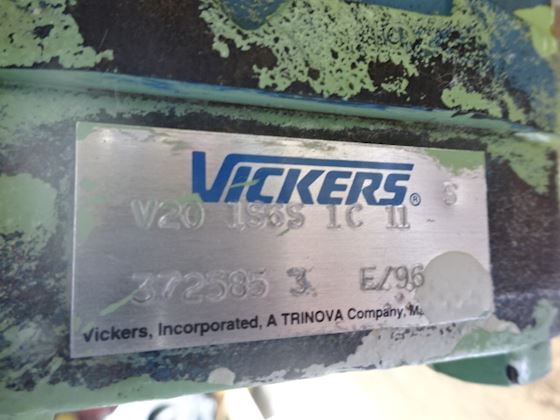 VICKERS®
V20 1S6S 1C 11 S
372585 3 E/96
Vickers, Incorporated, A TRINOVA Company,